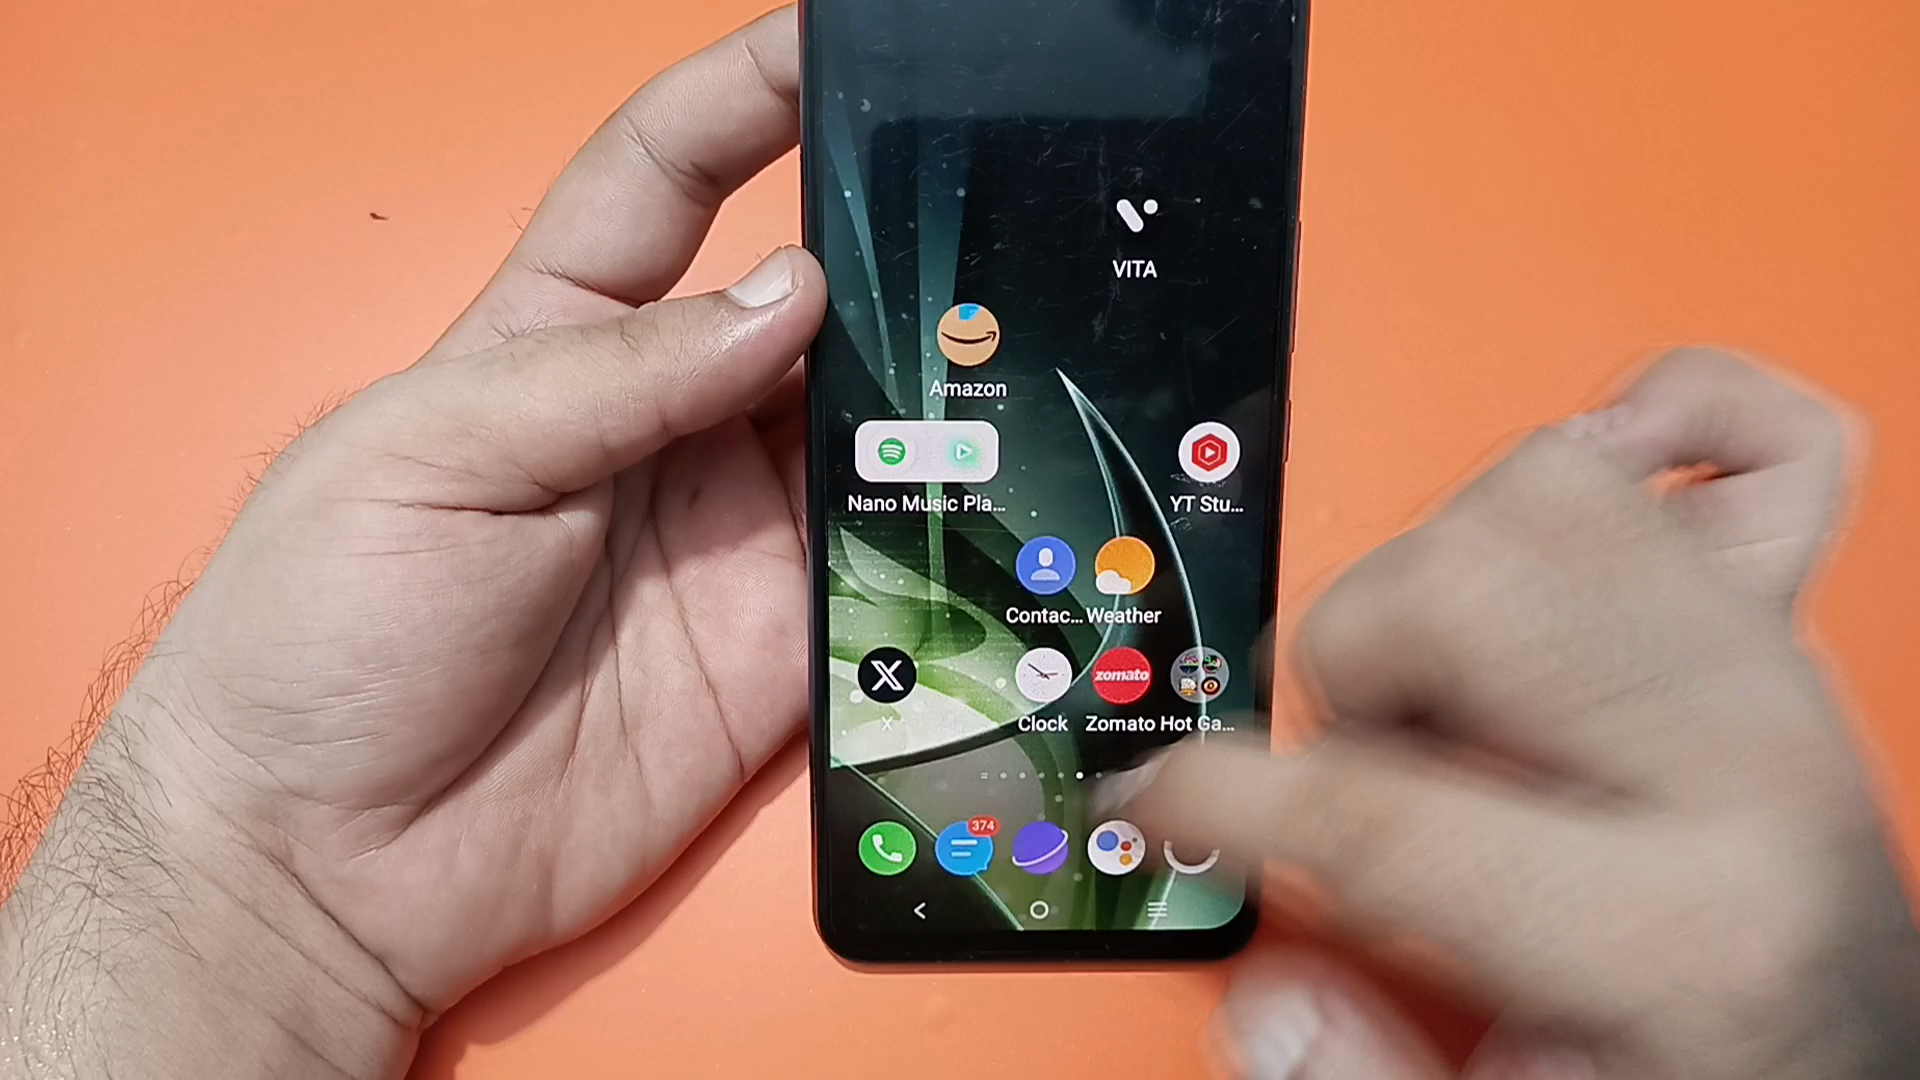 VITA
Amazon
Nano Music Pla...
YT Stu...
Contac...
Weather
X
Clock
zomato
Zomato
Hot Ga...
374